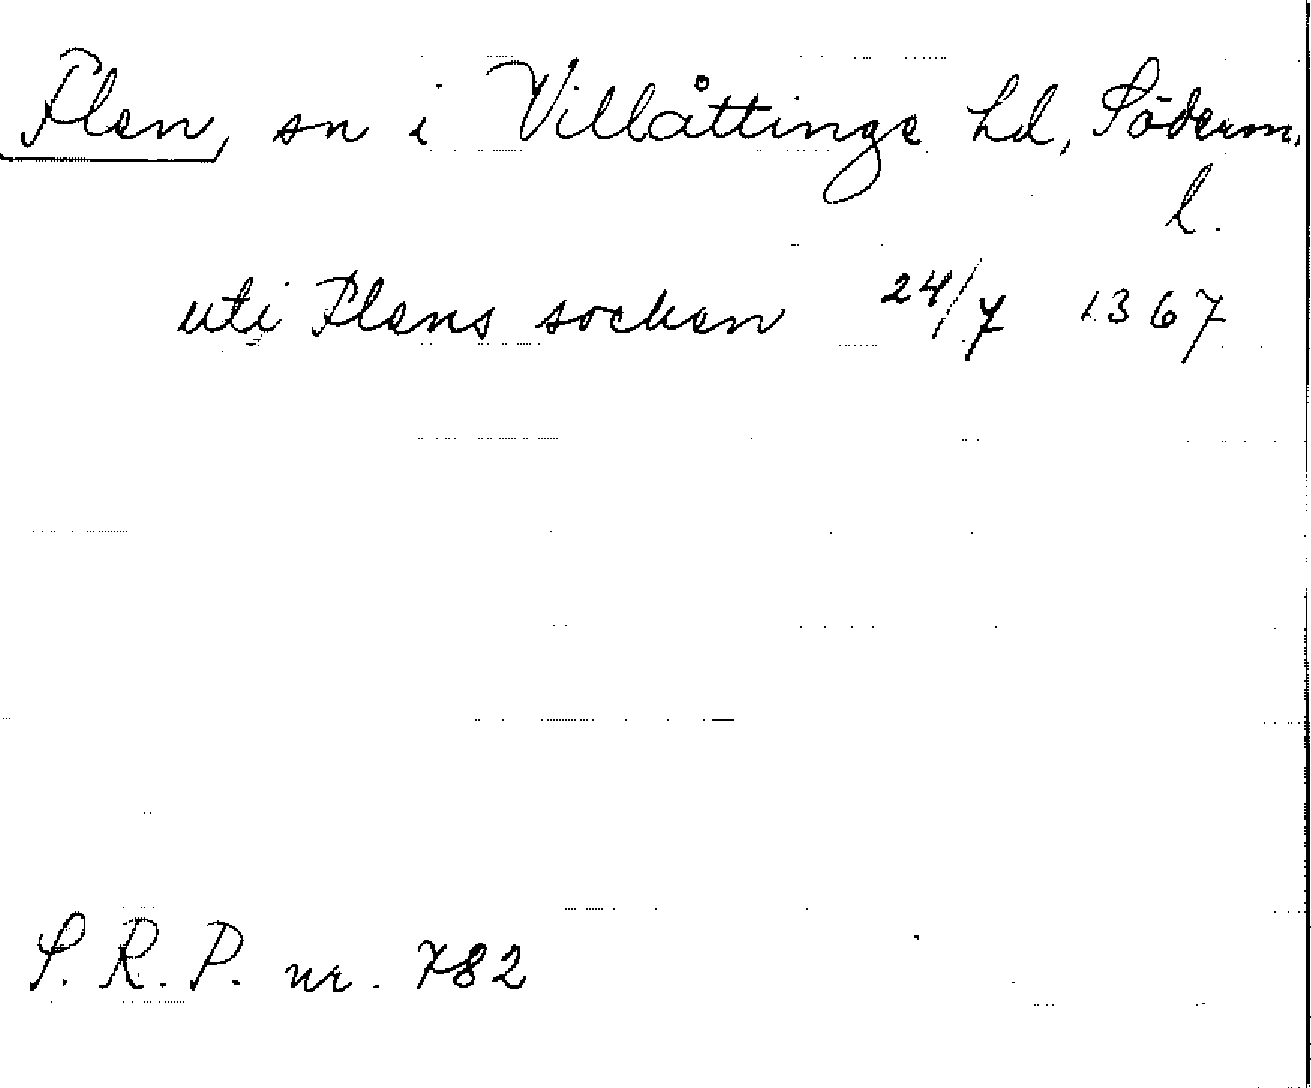 Flen, sn i Villåttinge hd, Söderm.
l.
uti Flens socken 24/7 1367
S. R. P. nr. 782